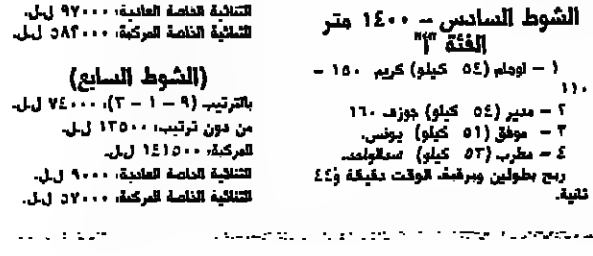 الشوط السادس – ١٤٠٠ متر
الفئة "٣"
١ – اوجام (٥٤ كيلو) كريم ١٥٠ –
١١٠
٢ – مدير (٥٤ كيلو) جوزف ١٦٠
٣ – موفق (٥١ كيلو) يونس.
٤ – مطرب (٥٣ كيلو)
ربح بطولين وبرقبة. الوقت دقيقة و٤٤
ثانية.
الثنائية الخاصة العادية، ٩٧٠٠٠ ل.ل.
الثنائية الخاصة المركبة، ٥٨٢٠٠٠ ل.ل.
(الشوط السابع)
بالترتيب (٩ – ١ – ٣)، ٧٤٠٠٠ ل.ل.
من دون ترتيب، ١٣٥٠٠ ل.ل.
المركبة، ١٤١٥٠٠ ل.ل.
الثنائية الخاصة العادية، ٩٠٠٠ ل.ل.
الثنائية الخاصة المركبة، ٥٧٠٠٠ ل.ل.